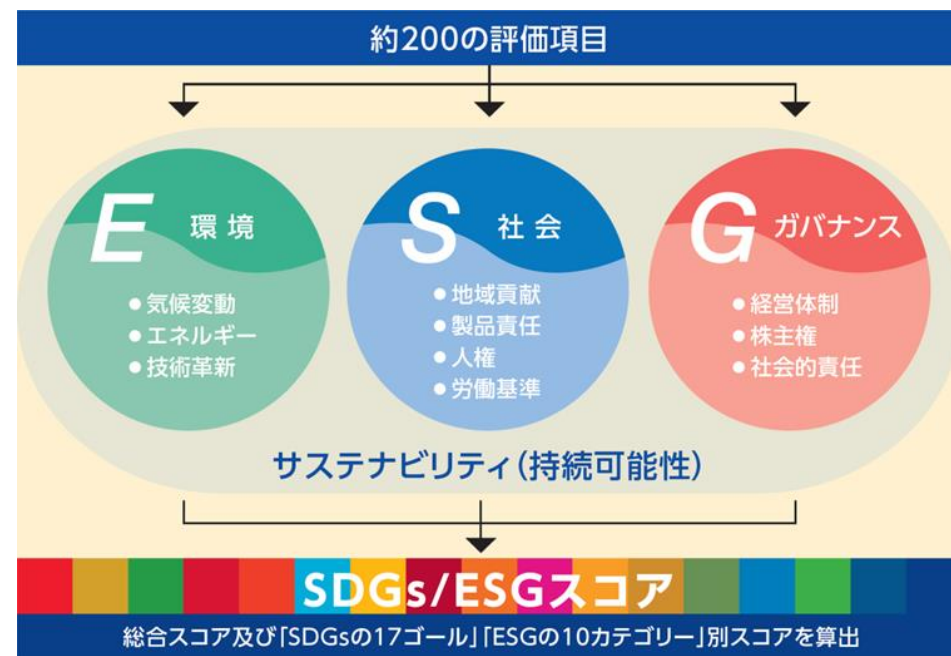 約200の評価項目
E 環境
● 気候変動
● エネルギー
● 技術革新
S 社会
● 地域貢献
● 製品責任
● 人権
● 労働基準
G ガバナンス
● 経営体制
● 株主権
● 社会的責任
サステナビリティ(持続可能性)
SDGs/ESGスコア
総合スコア及び「SDGsの17ゴール」「ESGの10カテゴリー」別スコアを算出